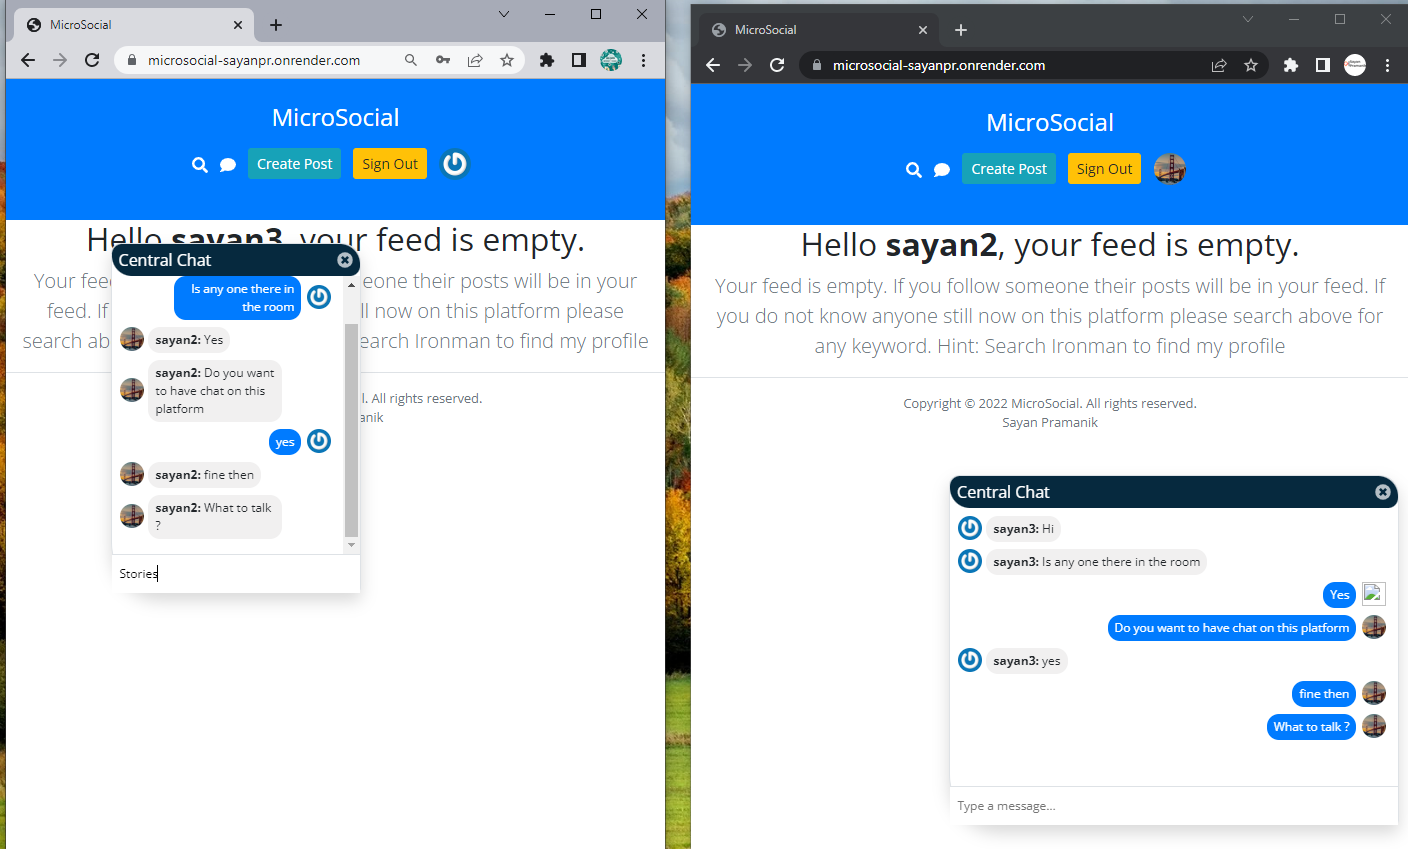 MicroSocial
microsocial-sayanpr.onrender.com
MicroSocial
Create Post
Sign Out
Hello sayan3, your feed is empty.
Your fee
eone their posts will be in your
feed. If
ll now on this platform please
search ab
earch Ironman to find my profile
l. All rights reserved.
anik
Central Chat
Is any one there in
the room
sayan2: Yes
sayan2: Do you want
to have chat on this
platform
yes
sayan2: fine then
sayan2: What to talk
?
Stories
MicroSocial
microsocial-sayanpr.onrender.com
MicroSocial
Create Post
Sign Out
Hello sayan2, your feed is empty.
Your feed is empty. If you follow someone their posts will be in your feed. If
you do not know anyone still now on this platform please search above for
any keyword. Hint: Search Ironman to find my profile
Copyright © 2022 MicroSocial. All rights reserved.
Sayan Pramanik
Central Chat
sayan3: Hi
sayan3: Is any one there in the room
Yes
Do you want to have chat on this platform
sayan3: yes
fine then
What to talk ?
Type a message...